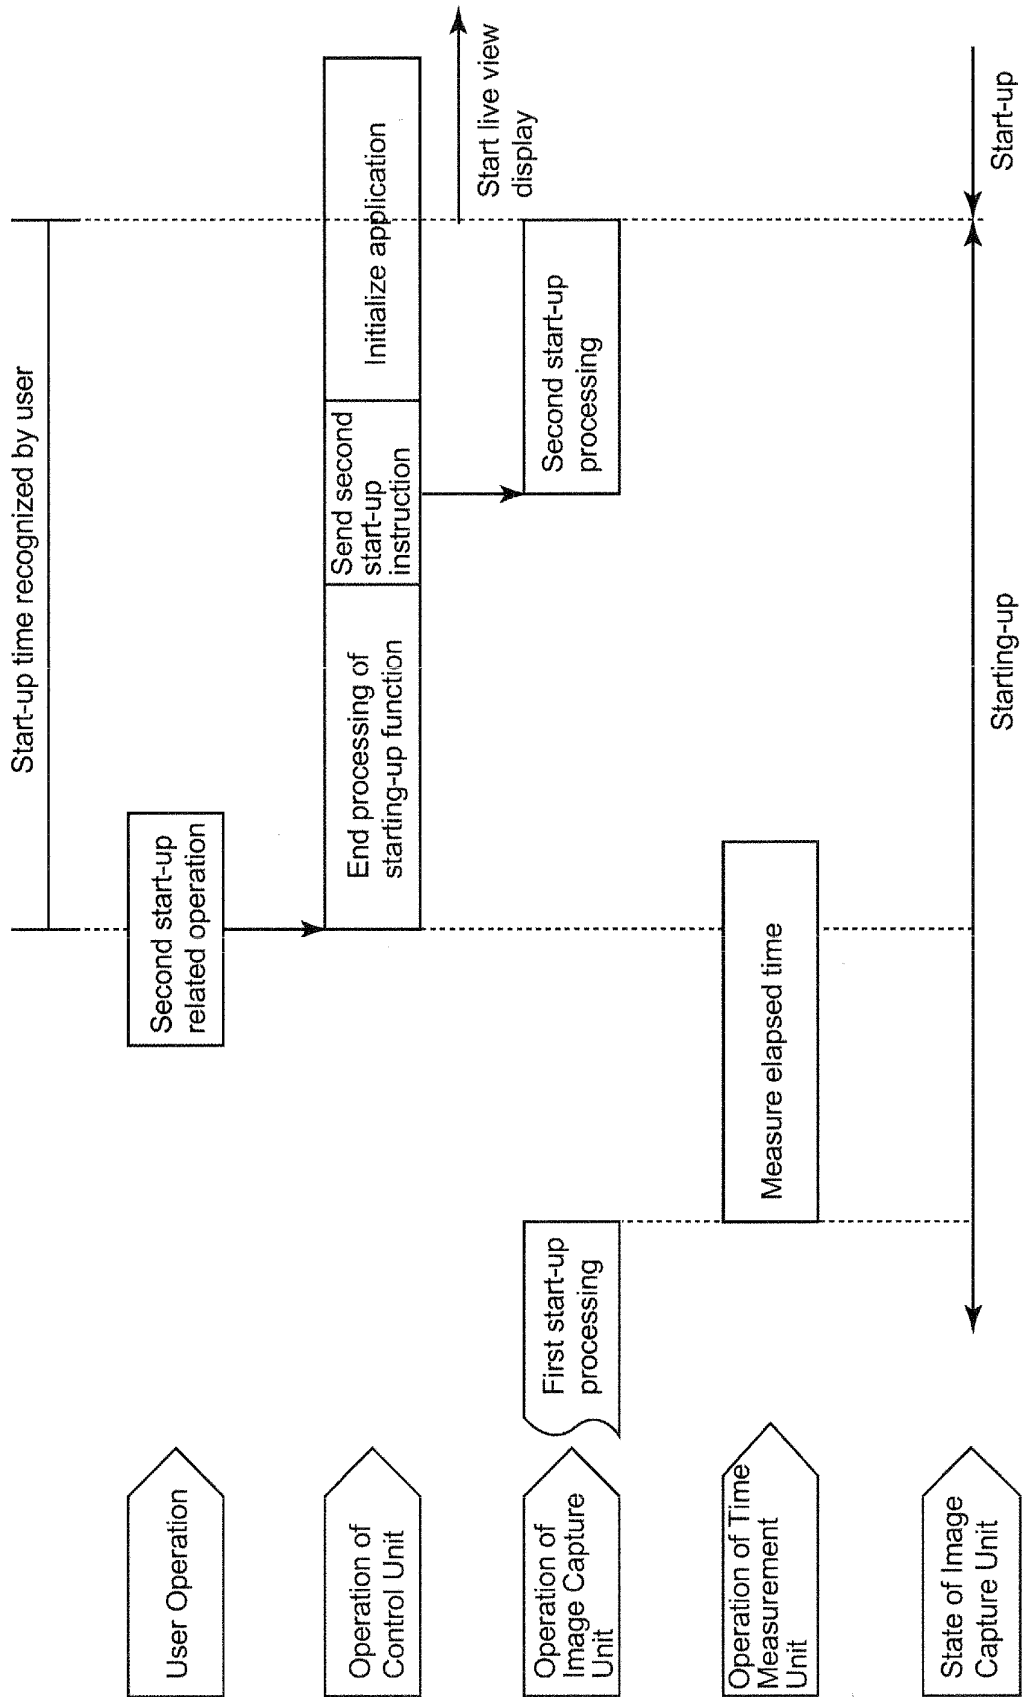 Start-up time recognized by user
User Operation
Second start-up
related operation
Operation of
Control Unit
End processing of
starting-up function
Send second
start-up
instruction
Initialize application
Start live view
display
Operation of
Image Capture
Unit
First start-up
processing
Second start-up
processing
Operation of Time
Measurement
Unit
Measure elapsed time
State of Image
Capture Unit
Starting-up
Start-up